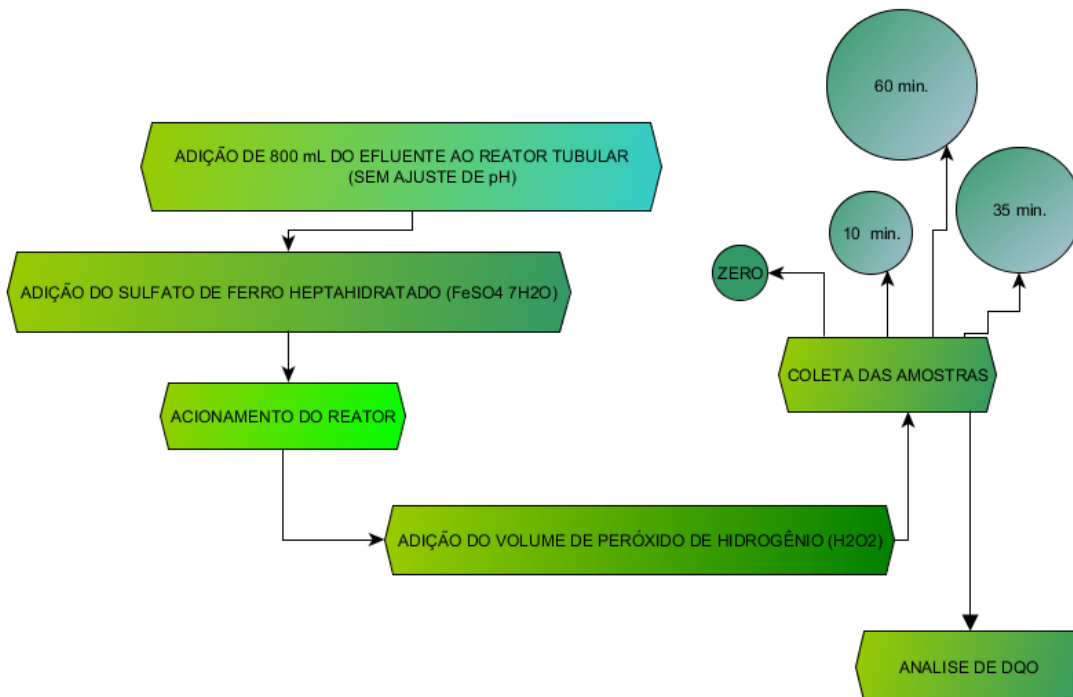 ADIÇÃO DE 800 mL DO EFLUENTE AO REATOR TUBULAR
(SEM AJUSTE DE pH)
ADIÇÃO DO SULFATO DE FERRO HEPTAHIDRATADO (FeSO4 7H2O)
ACIONAMENTO DO REATOR
ADIÇÃO DO VOLUME DE PERÓXIDO DE HIDROGÊNIO (H2O2)
COLETA DAS AMOSTRAS
ZERO
10 min.
60 min.
35 min.
ANALISE DE DQO